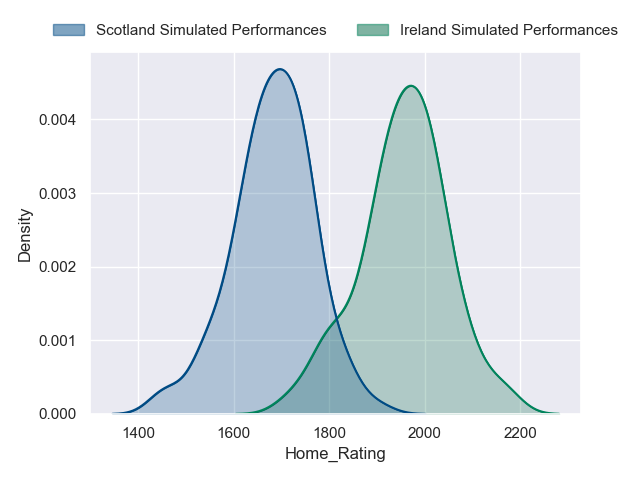 Scotland Simulated Performances Ireland Simulated Performances
0.004
0.003
0.002
0.001
0.000
Density
1400 1600 1800 2000 2200
Home_Rating